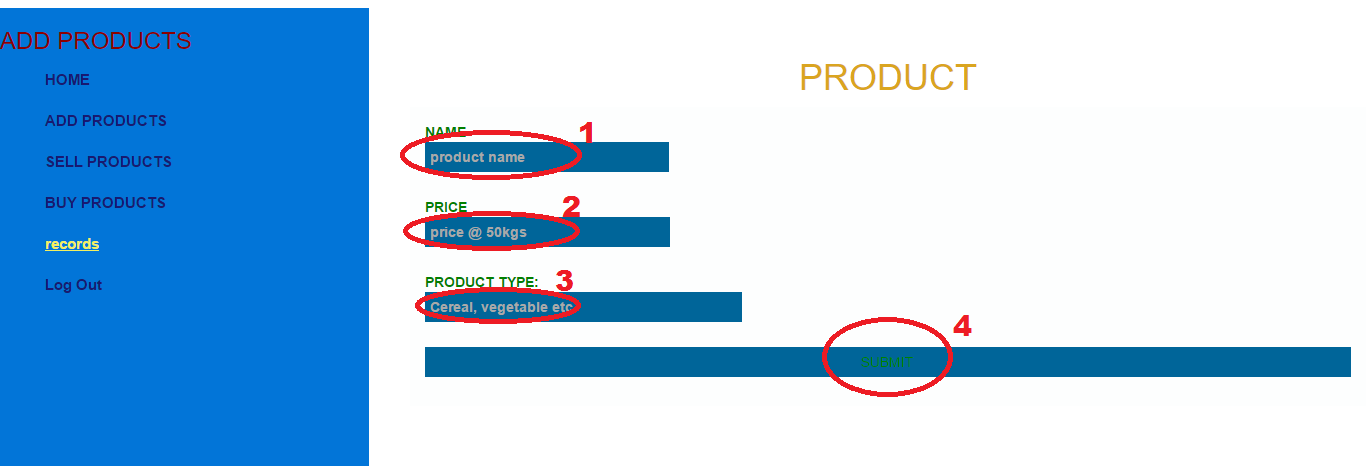 ADD PRODUCTS
HOME
ADD PRODUCTS
SELL PRODUCTS
BUY PRODUCTS
records
Log Out
PRODUCT
NAME
1
product name
PRICE
2
price @ 50kgs
PRODUCT TYPE:
3
Cereal, vegetable etc
4
SUBMIT